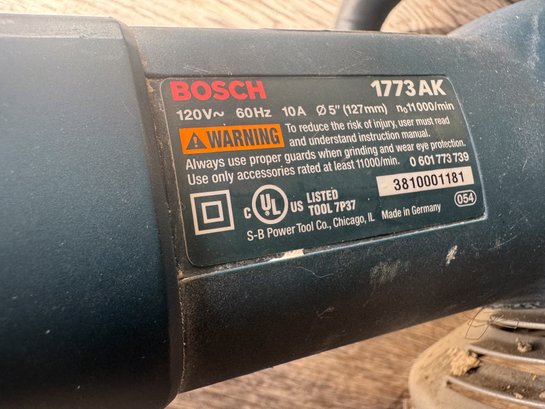 BOSCH 1773AK
120V~ 60Hz 10A Ø 5" (127mm) n₀11000/min
⚠WARNING To reduce the risk of injury, user must read
and understand instruction manual.
Always use proper guards when grinding and wear eye protection.
Use only accessories rated at least 11000/min. 0 601 773 739
3810001181
C UL US LISTED
TOOL 7P37
S-B Power Tool Co., Chicago, IL Made in Germany 054